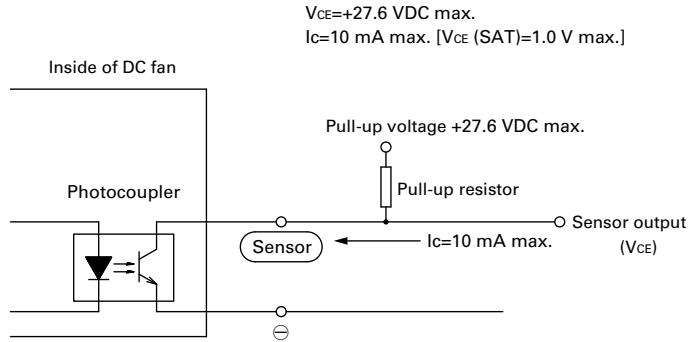 VCE=+27.6 VDC max.
Ic=10 mA max. [VCE (SAT)=1.0 V max.]
Inside of DC fan
Pull-up voltage +27.6 VDC max.
Photocoupler
Pull-up resistor
Sensor
Ic=10 mA max.
Sensor output
(VCE)
⊖